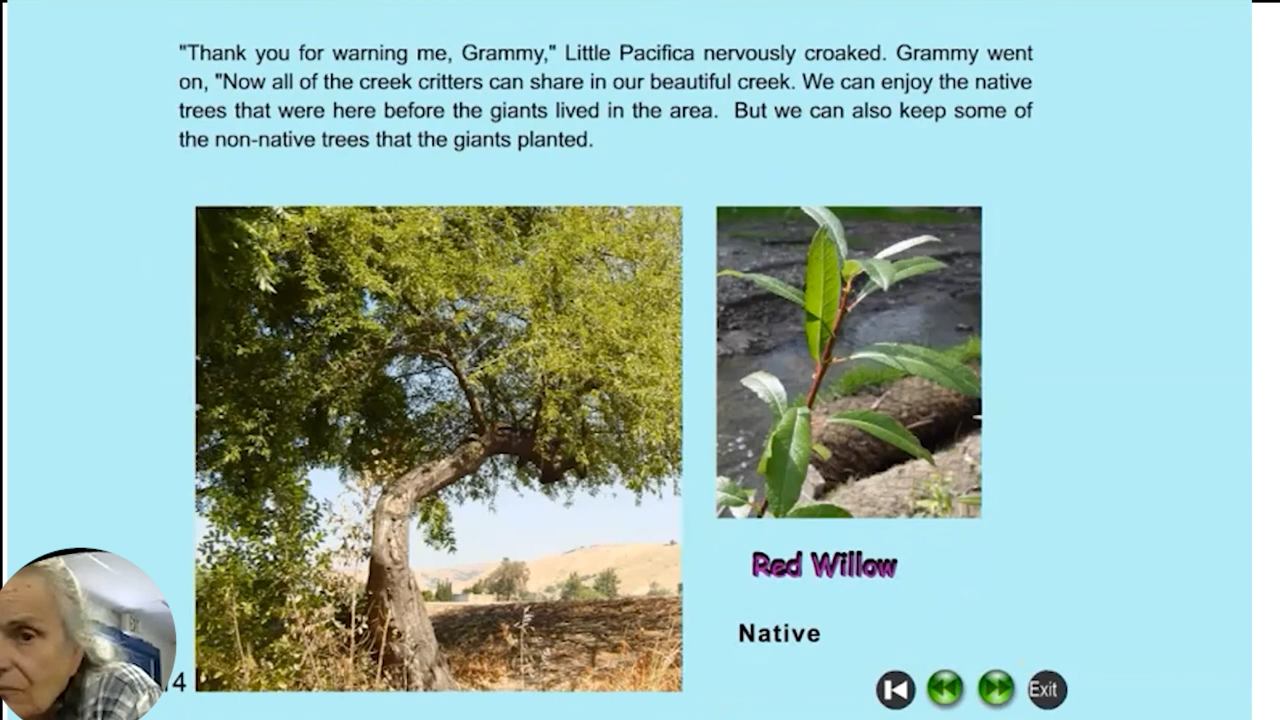 "Thank you for warning me, Grammy," Little Pacifica nervously croaked. Grammy went
on, "Now all of the creek critters can share in our beautiful creek. We can enjoy the native
trees that were here before the giants lived in the area.  But we can also keep some of
the non-native trees that the giants planted.
Red Willow
Native
/4
Exit